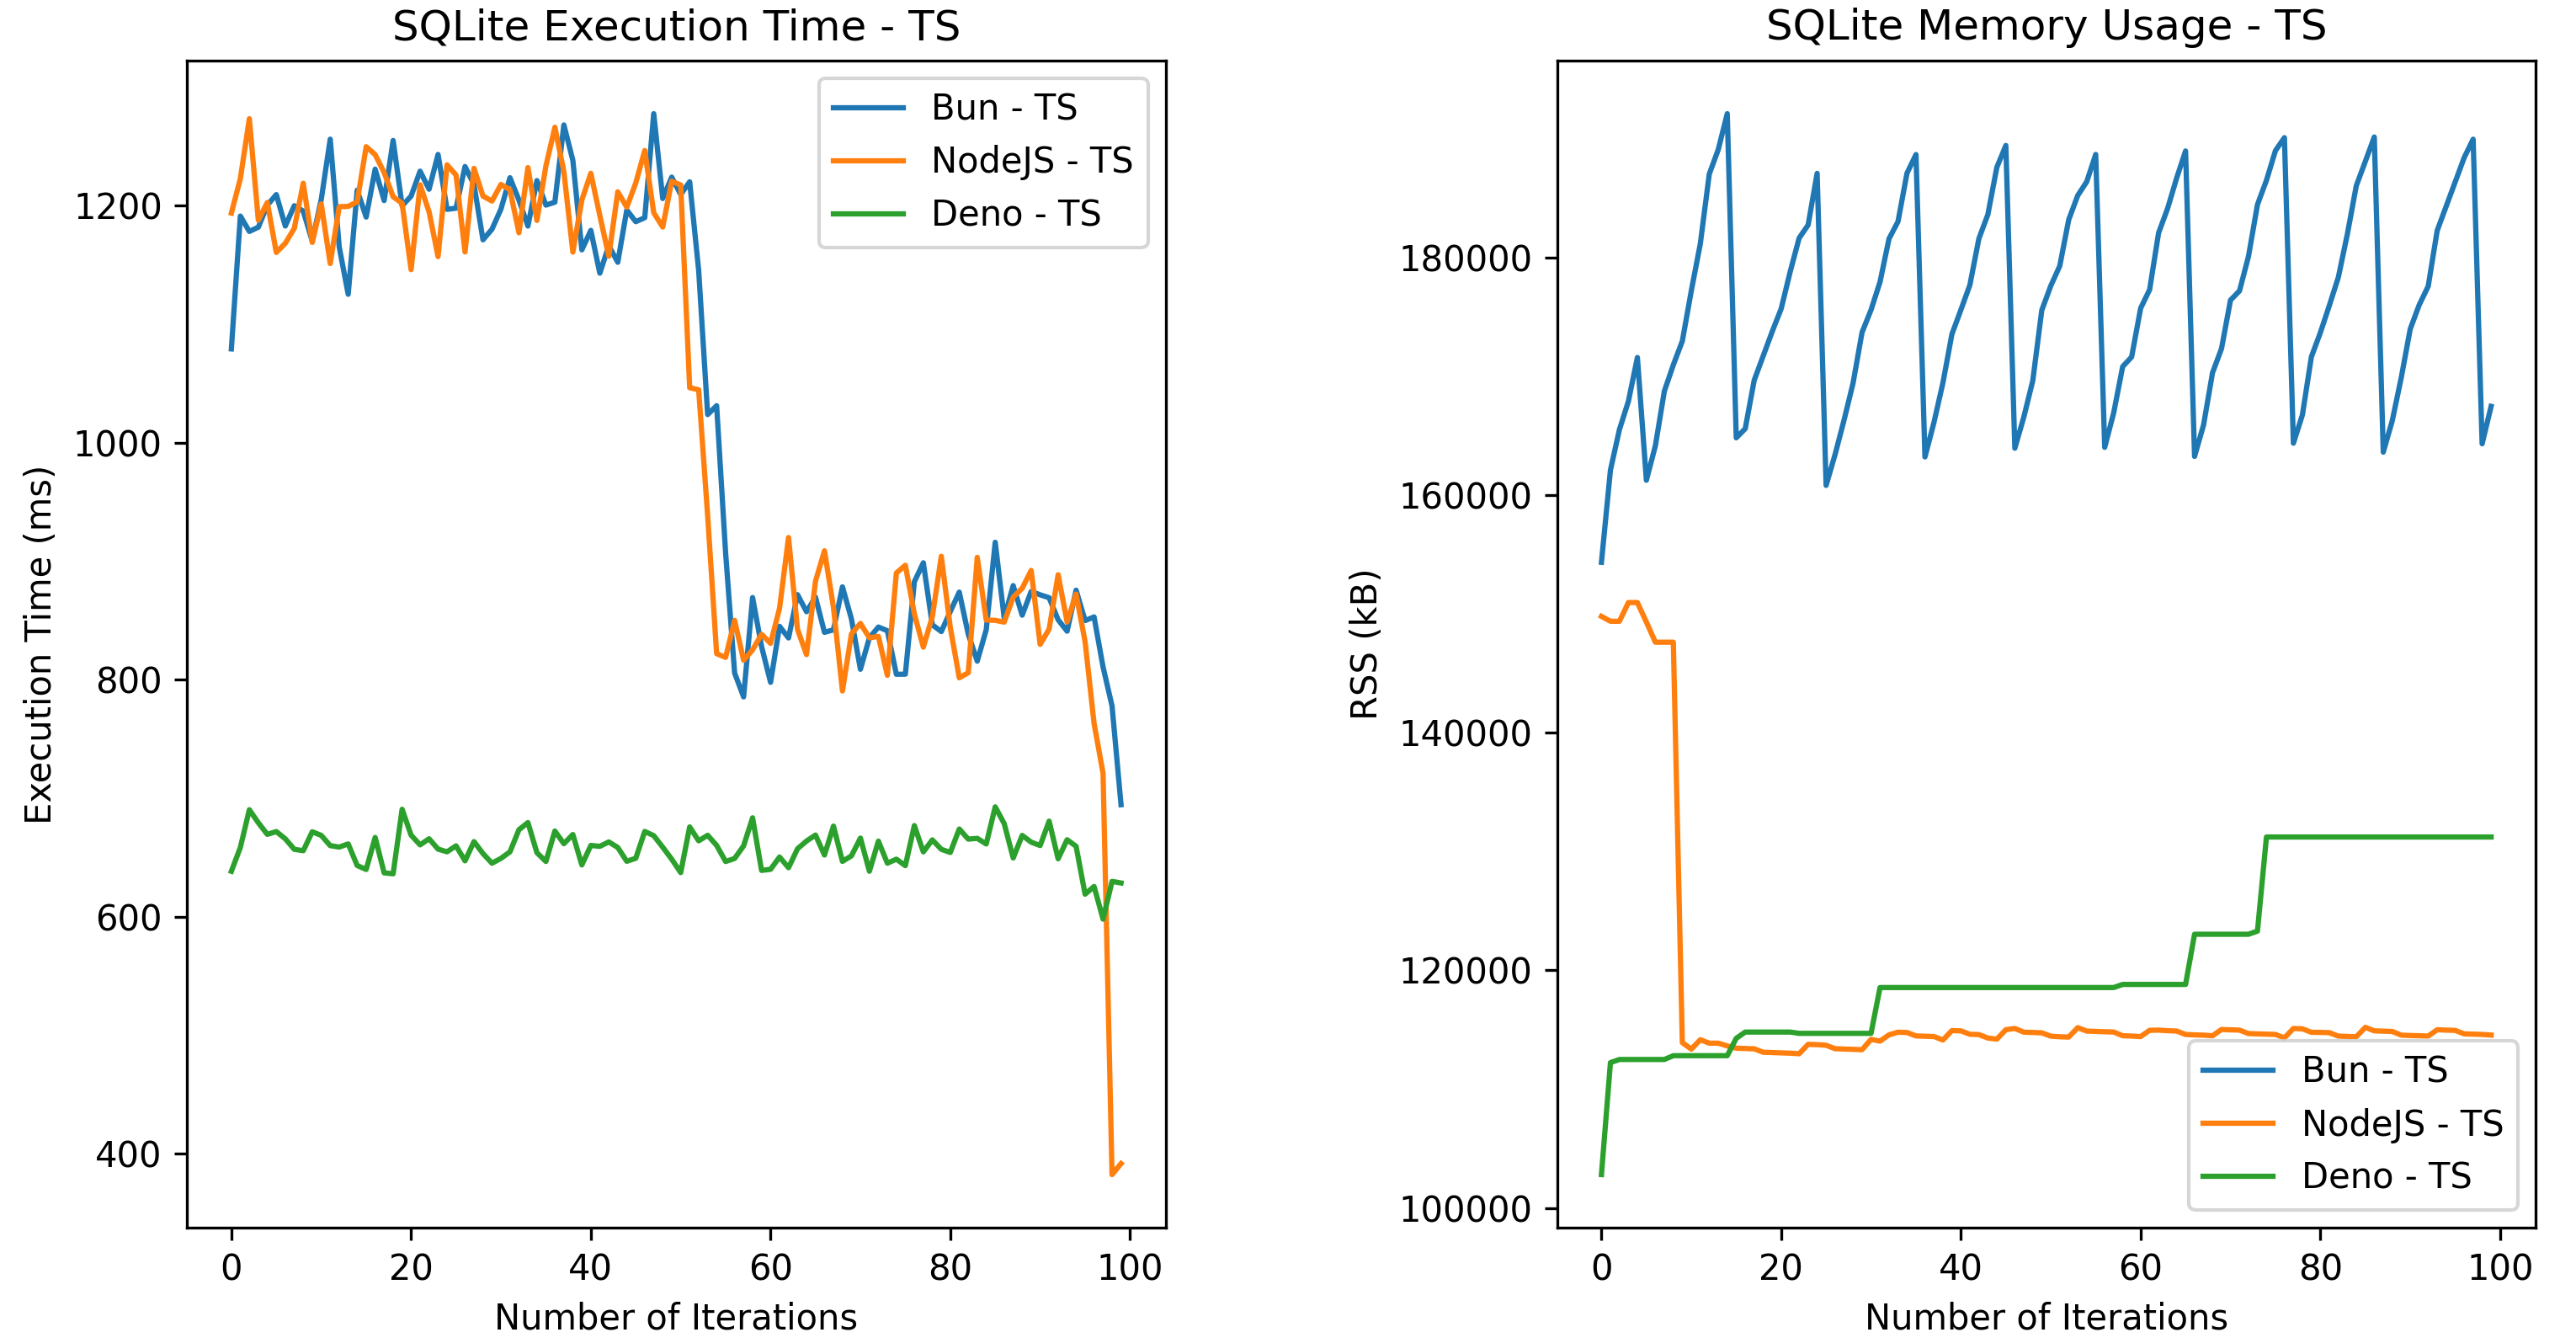 SQLite Execution Time - TS
Execution Time (ms)
1200
1000
800
600
400
0 20 40 60 80 100
Number of Iterations
Bun - TS
NodeJS - TS
Deno - TS
SQLite Memory Usage - TS
RSS (kB)
180000
160000
140000
120000
100000
0 20 40 60 80 100
Number of Iterations
Bun - TS
NodeJS - TS
Deno - TS